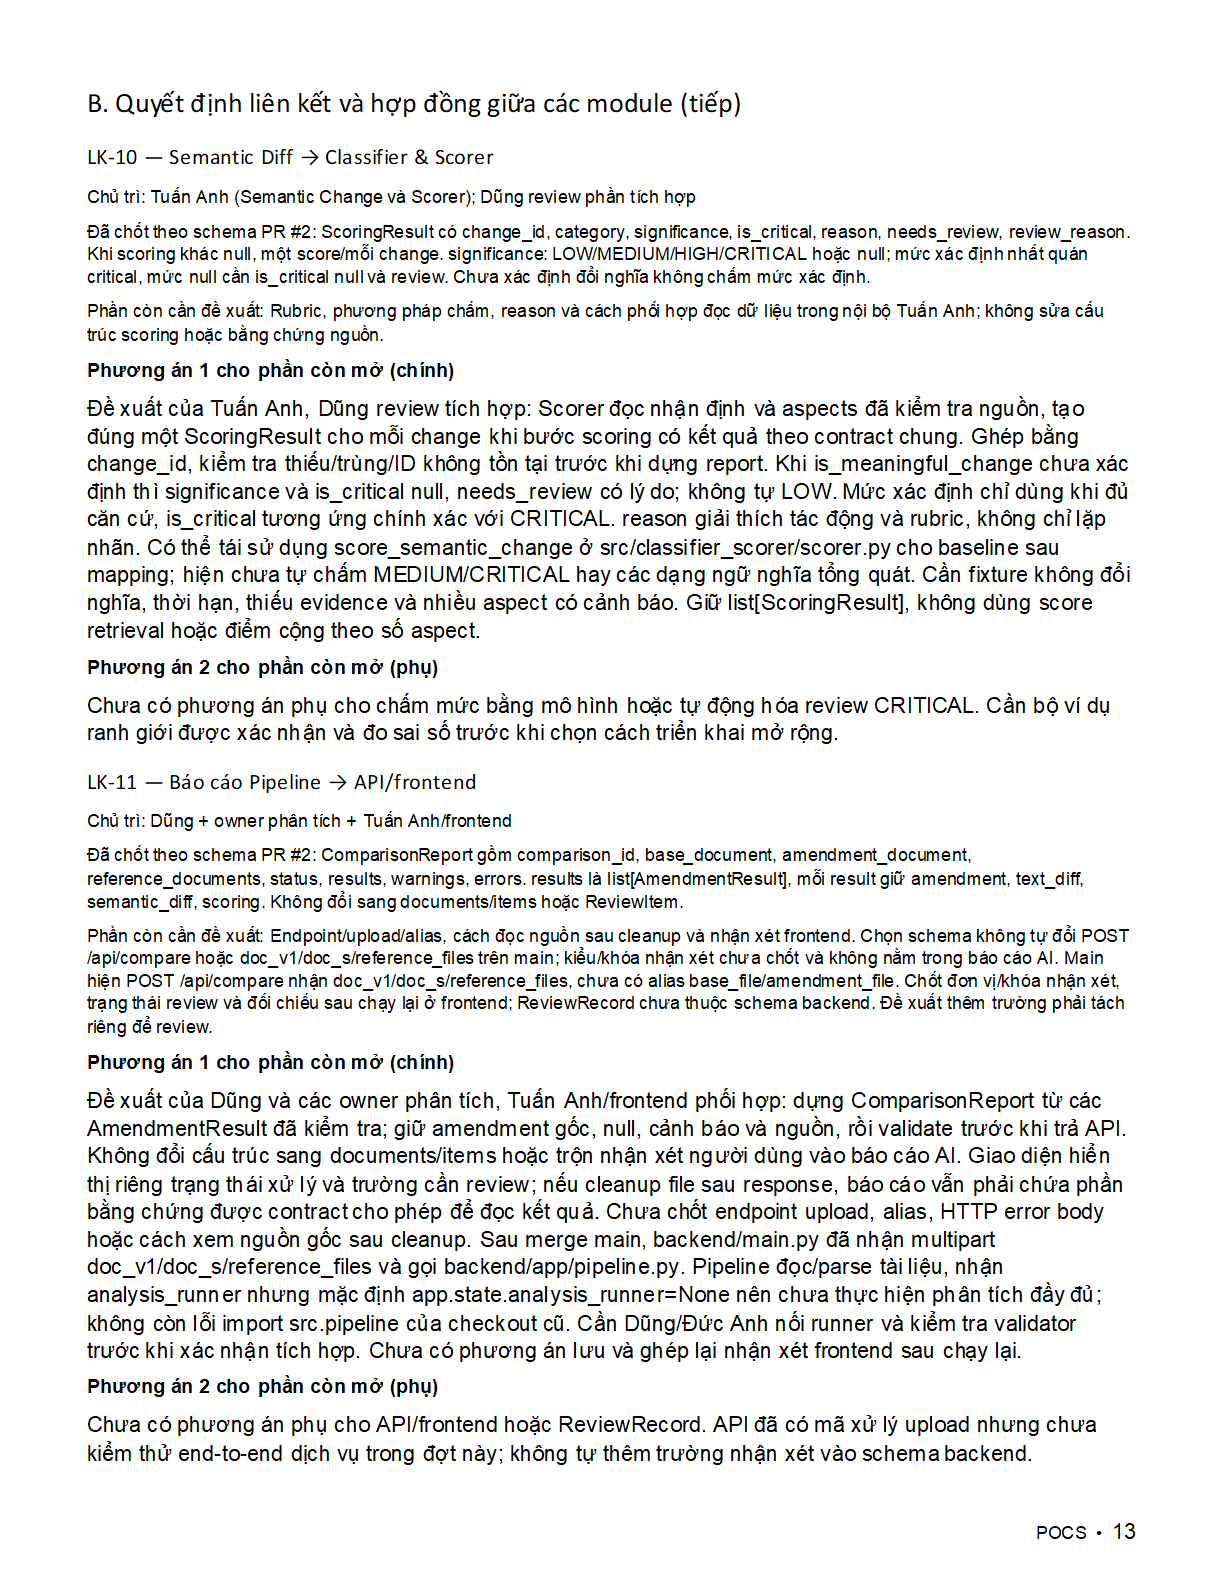 B. Quyết định liên kết và hợp đồng giữa các module (tiếp)
LK-10 — Semantic Diff → Classifier & Scorer
Chủ trì: Tuấn Anh (Semantic Change và Scorer); Dũng review phần tích hợp
Đã chốt theo schema PR #2: ScoringResult có change_id, category, significance, is_critical, reason, needs_review, review_reason.
Khi scoring khác null, một score/mỗi change. significance: LOW/MEDIUM/HIGH/CRITICAL hoặc null; mức xác định nhất quán
critical, mức null cần is_critical null và review. Chưa xác định đổi nghĩa không chấm mức xác định.
Phần còn cần đề xuất: Rubric, phương pháp chấm, reason và cách phối hợp đọc dữ liệu trong nội bộ Tuấn Anh; không sửa cấu
trúc scoring hoặc bằng chứng nguồn.
Phương án 1 cho phần còn mở (chính)
Đề xuất của Tuấn Anh, Dũng review tích hợp: Scorer đọc nhận định và aspects đã kiểm tra nguồn, tạo
đúng một ScoringResult cho mỗi change khi bước scoring có kết quả theo contract chung. Ghép bằng
change_id, kiểm tra thiếu/trùng/ID không tồn tại trước khi dựng report. Khi is_meaningful_change chưa xác
định thì significance và is_critical null, needs_review có lý do; không tự LOW. Mức xác định chỉ dùng khi đủ
căn cứ, is_critical tương ứng chính xác với CRITICAL. reason giải thích tác động và rubric, không chỉ lặp
nhãn. Có thể tái sử dụng score_semantic_change ở src/classifier_scorer/scorer.py cho baseline sau
mapping; hiện chưa tự chấm MEDIUM/CRITICAL hay các dạng ngữ nghĩa tổng quát. Cần fixture không đổi
nghĩa, thời hạn, thiếu evidence và nhiều aspect có cảnh báo. Giữ list[ScoringResult], không dùng score
retrieval hoặc điểm cộng theo số aspect.
Phương án 2 cho phần còn mở (phụ)
Chưa có phương án phụ cho chấm mức bằng mô hình hoặc tự động hóa review CRITICAL. Cần bộ ví dụ
ranh giới được xác nhận và đo sai số trước khi chọn cách triển khai mở rộng.
LK-11 — Báo cáo Pipeline → API/frontend
Chủ trì: Dũng + owner phân tích + Tuấn Anh/frontend
Đã chốt theo schema PR #2: ComparisonReport gồm comparison_id, base_document, amendment_document,
reference_documents, status, results, warnings, errors. results là list[AmendmentResult], mỗi result giữ amendment, text_diff,
semantic_diff, scoring. Không đổi sang documents/items hoặc ReviewItem.
Phần còn cần đề xuất: Endpoint/upload/alias, cách đọc nguồn sau cleanup và nhận xét frontend. Chọn schema không tự đổi POST
/api/compare hoặc doc_v1/doc_s/reference_files trên main; kiểu/khóa nhận xét chưa chốt và không nằm trong báo cáo AI. Main
hiện POST /api/compare nhận doc_v1/doc_s/reference_files, chưa có alias base_file/amendment_file. Chốt đơn vị/khóa nhận xét,
trạng thái review và đối chiếu sau chạy lại ở frontend; ReviewRecord chưa thuộc schema backend. Đề xuất thêm trường phải tách
riêng để review.
Phương án 1 cho phần còn mở (chính)
Đề xuất của Dũng và các owner phân tích, Tuấn Anh/frontend phối hợp: dựng ComparisonReport từ các
AmendmentResult đã kiểm tra; giữ amendment gốc, null, cảnh báo và nguồn, rồi validate trước khi trả API.
Không đổi cấu trúc sang documents/items hoặc trộn nhận xét người dùng vào báo cáo AI. Giao diện hiển
thị riêng trạng thái xử lý và trường cần review; nếu cleanup file sau response, báo cáo vẫn phải chứa phần
bằng chứng được contract cho phép để đọc kết quả. Chưa chốt endpoint upload, alias, HTTP error body
hoặc cách xem nguồn gốc sau cleanup. Sau merge main, backend/main.py đã nhận multipart
doc_v1/doc_s/reference_files và gọi backend/app/pipeline.py. Pipeline đọc/parse tài liệu, nhận
analysis_runner nhưng mặc định app.state.analysis_runner=None nên chưa thực hiện phân tích đầy đủ;
không còn lỗi import src.pipeline của checkout cũ. Cần Dũng/Đức Anh nối runner và kiểm tra validator
trước khi xác nhận tích hợp. Chưa có phương án lưu và ghép lại nhận xét frontend sau chạy lại.
Phương án 2 cho phần còn mở (phụ)
Chưa có phương án phụ cho API/frontend hoặc ReviewRecord. API đã có mã xử lý upload nhưng chưa
kiểm thử end-to-end dịch vụ trong đợt này; không tự thêm trường nhận xét vào schema backend.
POCS • 13